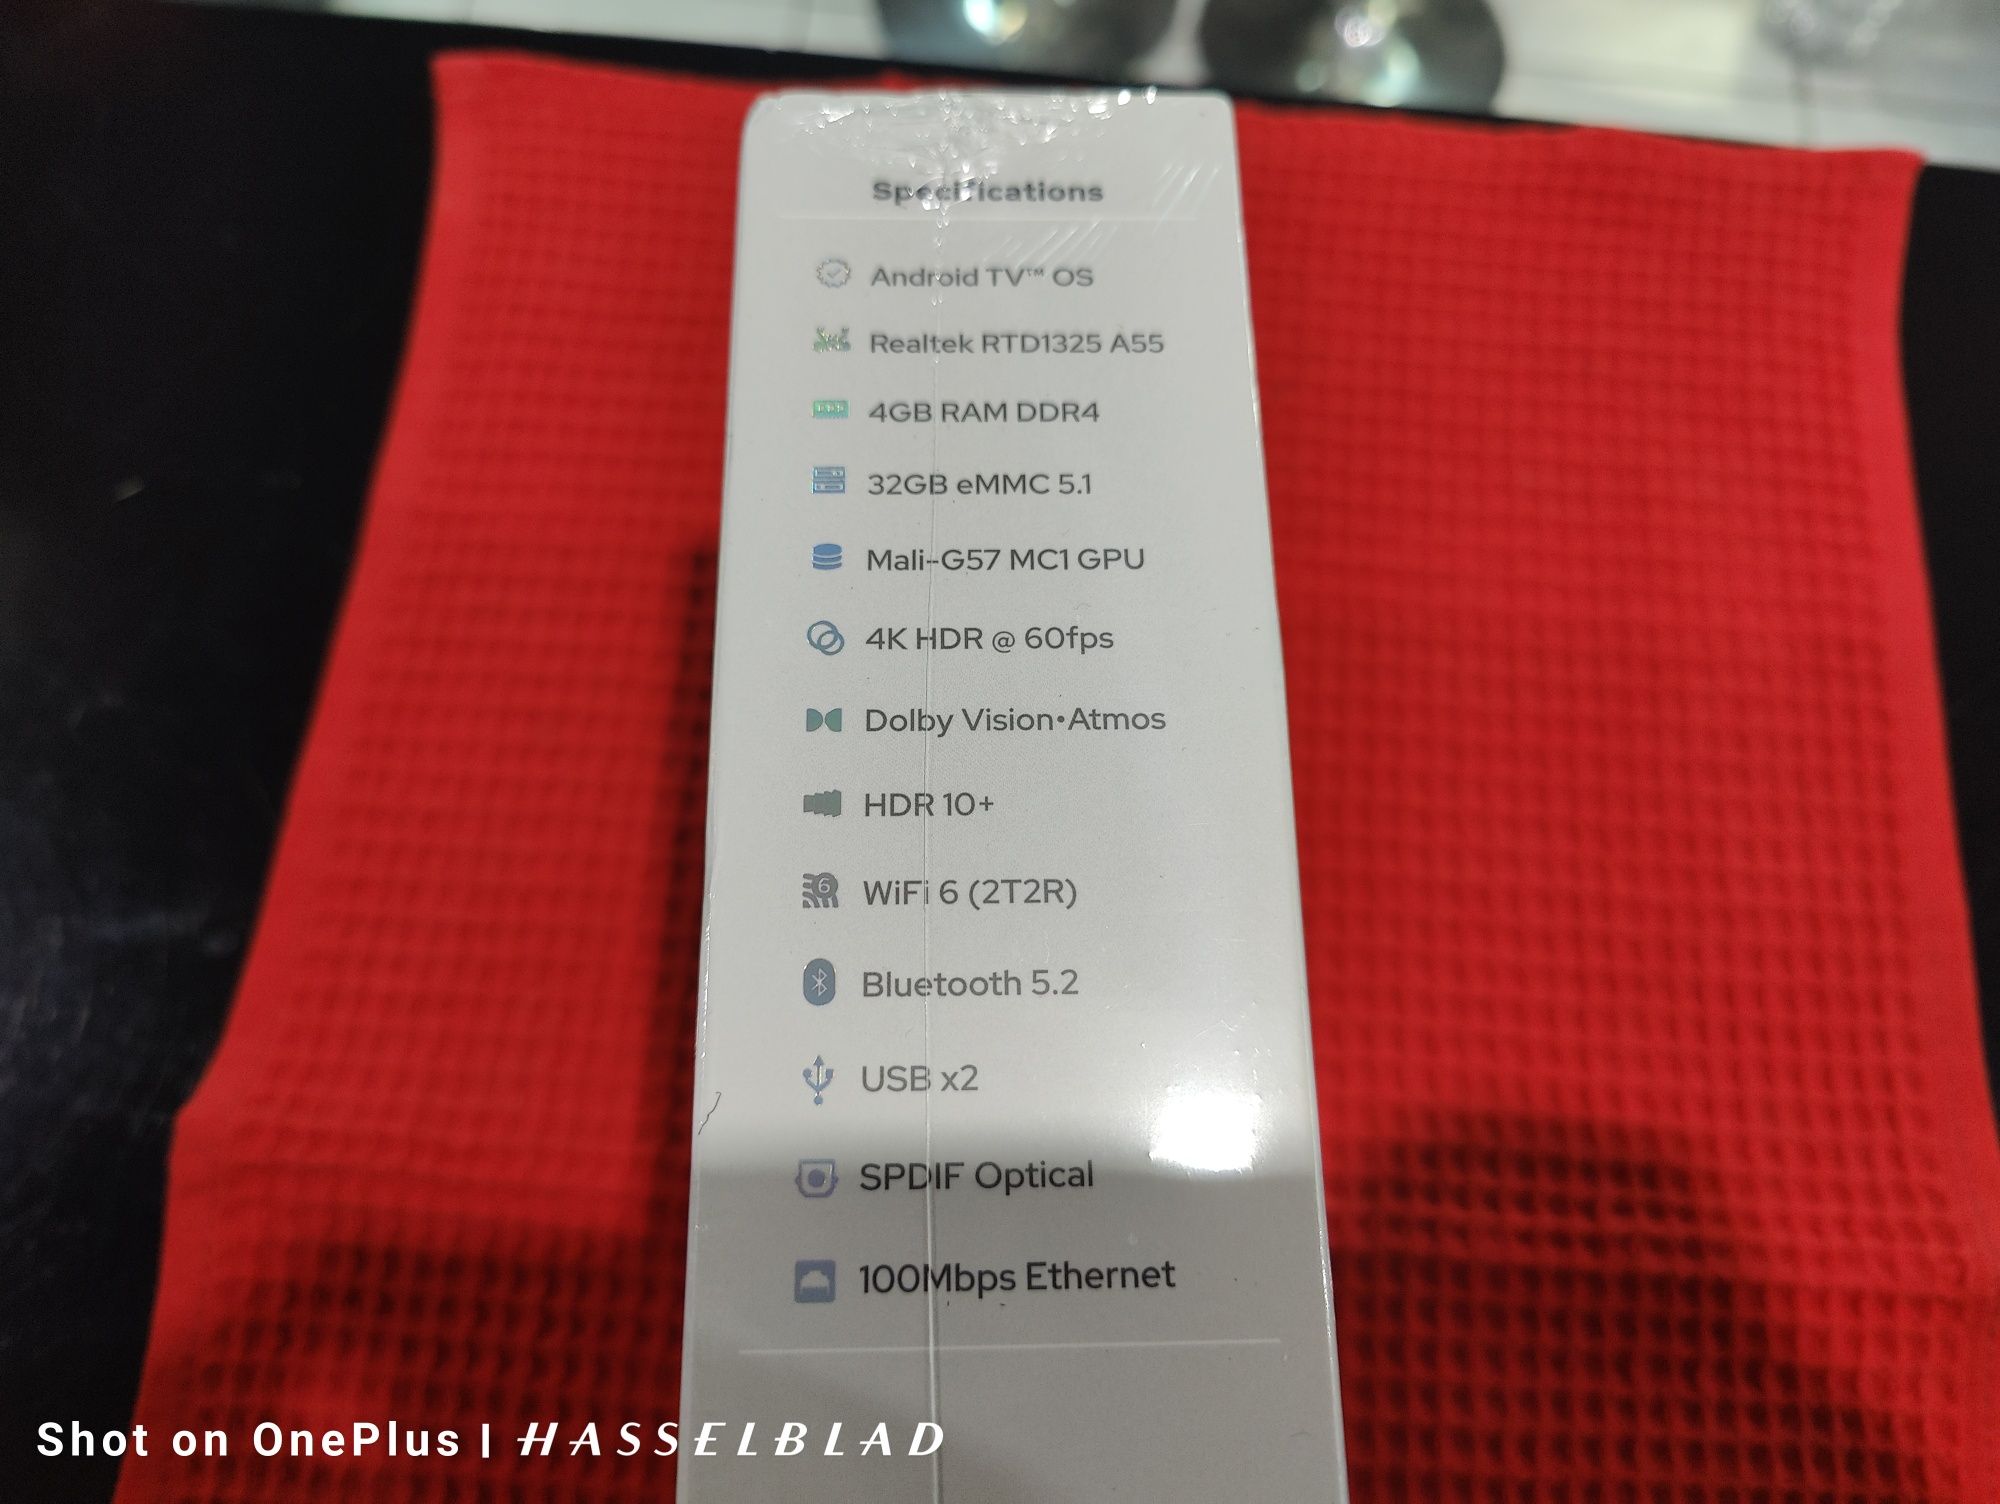 Specifications
Android TV™ OS
Realtek RTD1325 A55
4GB RAM DDR4
32GB eMMC 5.1
Mali-G57 MC1 GPU
4K HDR @ 60fps
Dolby Vision•Atmos
HDR 10+
WiFi 6 (2T2R)
Bluetooth 5.2
USB x2
SPDIF Optical
100Mbps Ethernet
Shot on OnePlus | HASSELBLAD